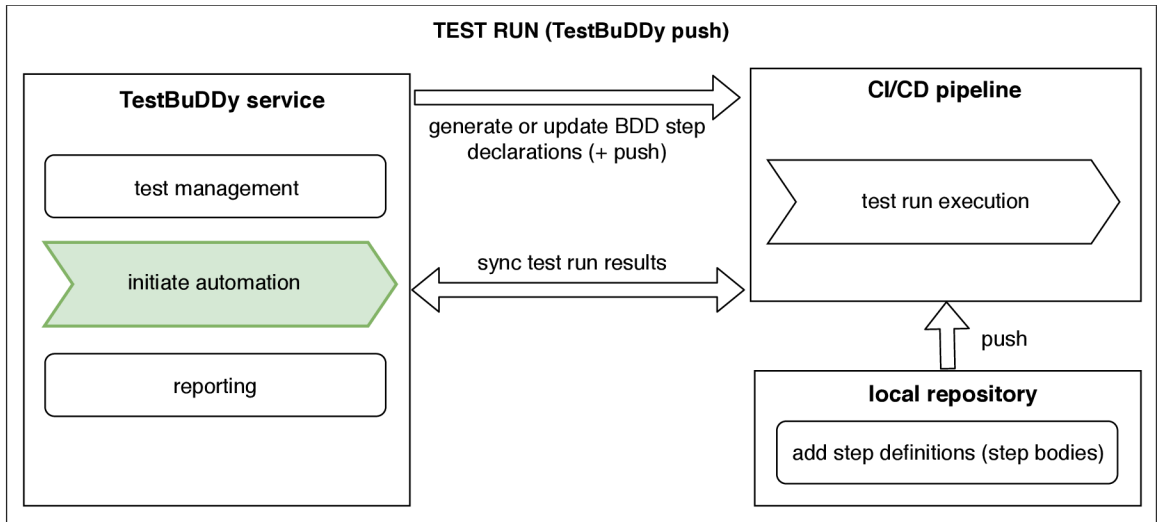 TEST RUN (TestBuDDy push)
TestBuDDy service
test management
initiate automation
reporting
generate or update BDD step
declarations (+ push)
sync test run results
CI/CD pipeline
test run execution
push
local repository
add step definitions (step bodies)